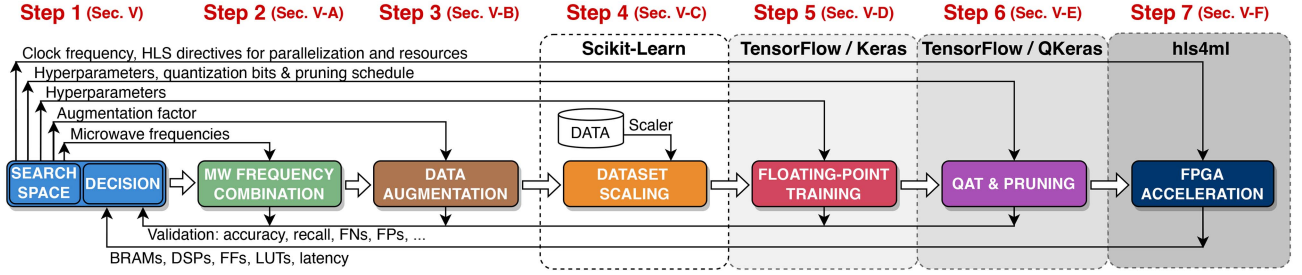 Step 1 (Sec. V) Step 2 (Sec. V-A) Step 3 (Sec. V-B) Step 4 (Sec. V-C) Step 5 (Sec. V-D) Step 6 (Sec. V-E) Step 7 (Sec. V-F)
Scikit-Learn TensorFlow / Keras TensorFlow / QKeras hls4ml
Clock frequency, HLS directives for parallelization and resources
Hyperparameters, quantization bits & pruning schedule
Hyperparameters
Augmentation factor
Microwave frequencies
DATA Scaler
SEARCH
SPACE
DECISION
MW FREQUENCY
COMBINATION
DATA
AUGMENTATION
DATASET
SCALING
FLOATING-POINT
TRAINING
QAT & PRUNING
FPGA
ACCELERATION
Validation: accuracy, recall, FNs, FPs, ...
BRAMs, DSPs, FFs, LUTs, latency